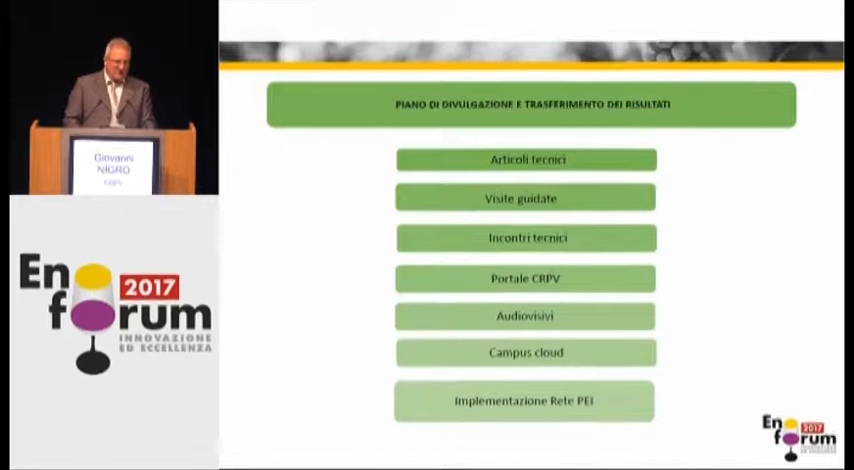 Giovanni
NIGRO
CRPV
Enoforum
2017
INNOVAZIONE
ED ECCELLENZA
PIANO DI DIVULGAZIONE E TRASFERIMENTO DEI RISULTATI
Articoli tecnici
Visite guidate
Incontri tecnici
Portale CRPV
Audiovisivi
Campus cloud
Implementazione Rete PEI
Enoforum
2017